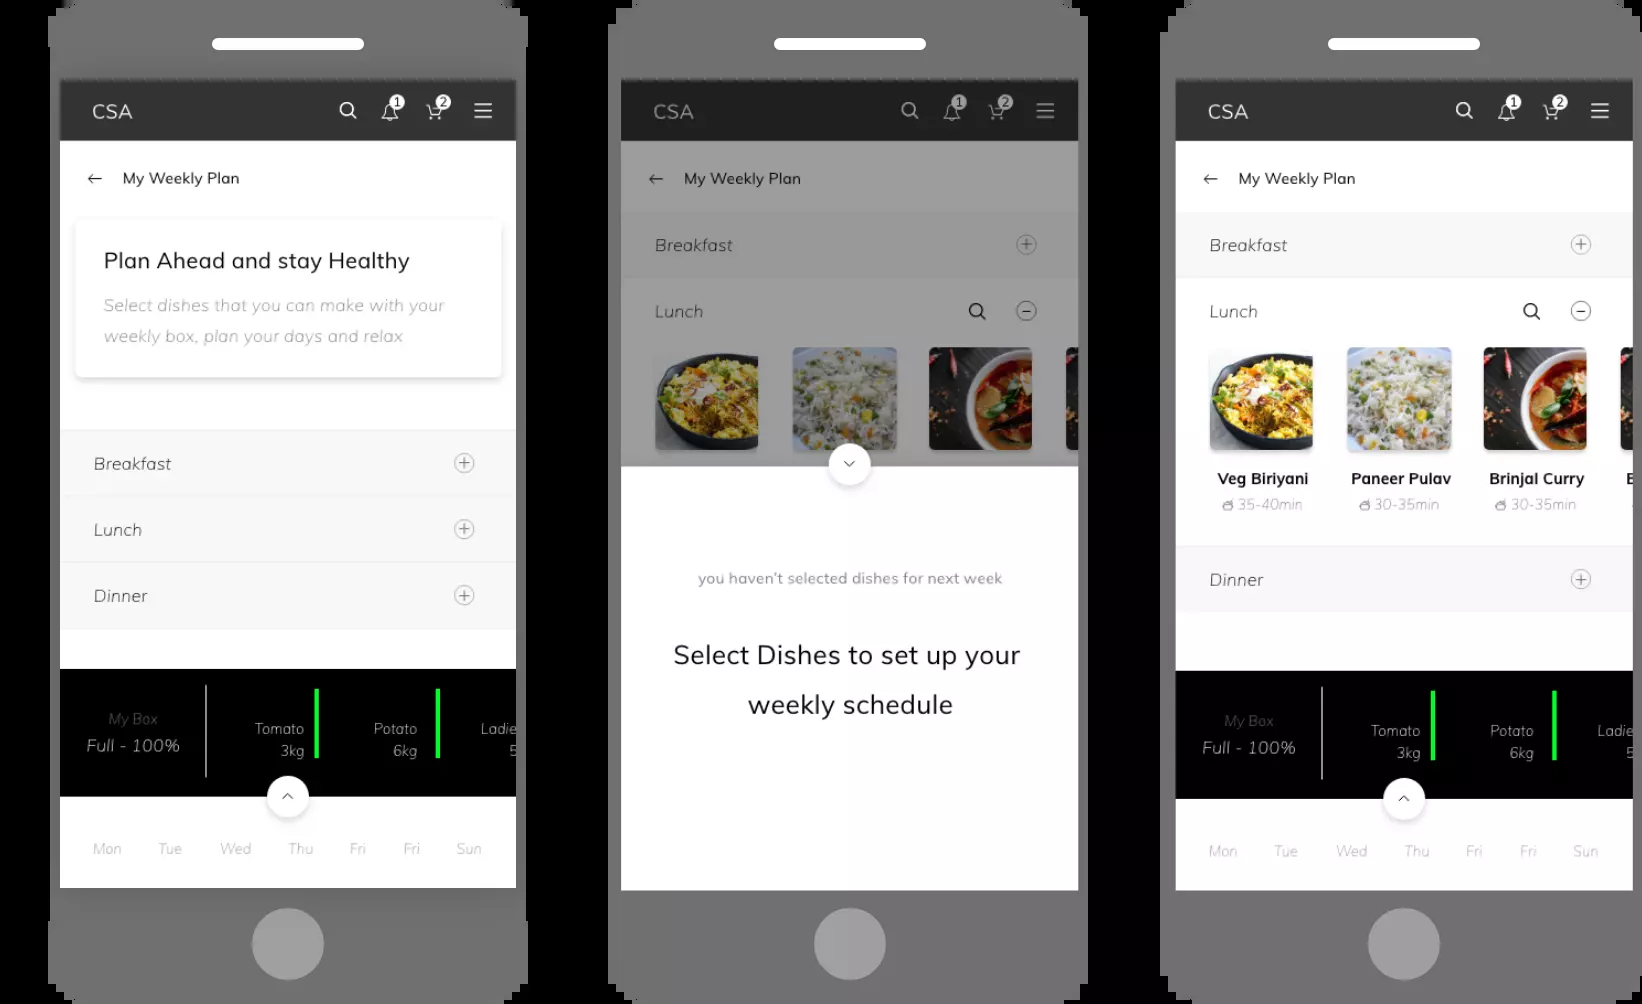 CSA
1
2
My Weekly Plan
Plan Ahead and stay Healthy
Select dishes that you can make with your
weekly box, plan your days and relax
Breakfast
Lunch
Dinner
My Box
Full - 100%
Tomato
3kg
Potato
6kg
Ladie
5
Mon Tue Wed Thu Fri Fri Sun
CSA
1
2
My Weekly Plan
Breakfast
Lunch
you haven't selected dishes for next week
Select Dishes to set up your
weekly schedule
CSA
1
2
My Weekly Plan
Breakfast
Lunch
Veg Biriyani Paneer Pulav Brinjal Curry
35-40min 30-35min 30-35min
Dinner
My Box
Full - 100%
Tomato
3kg
Potato
6kg
Ladie
5
Mon Tue Wed Thu Fri Fri Sun